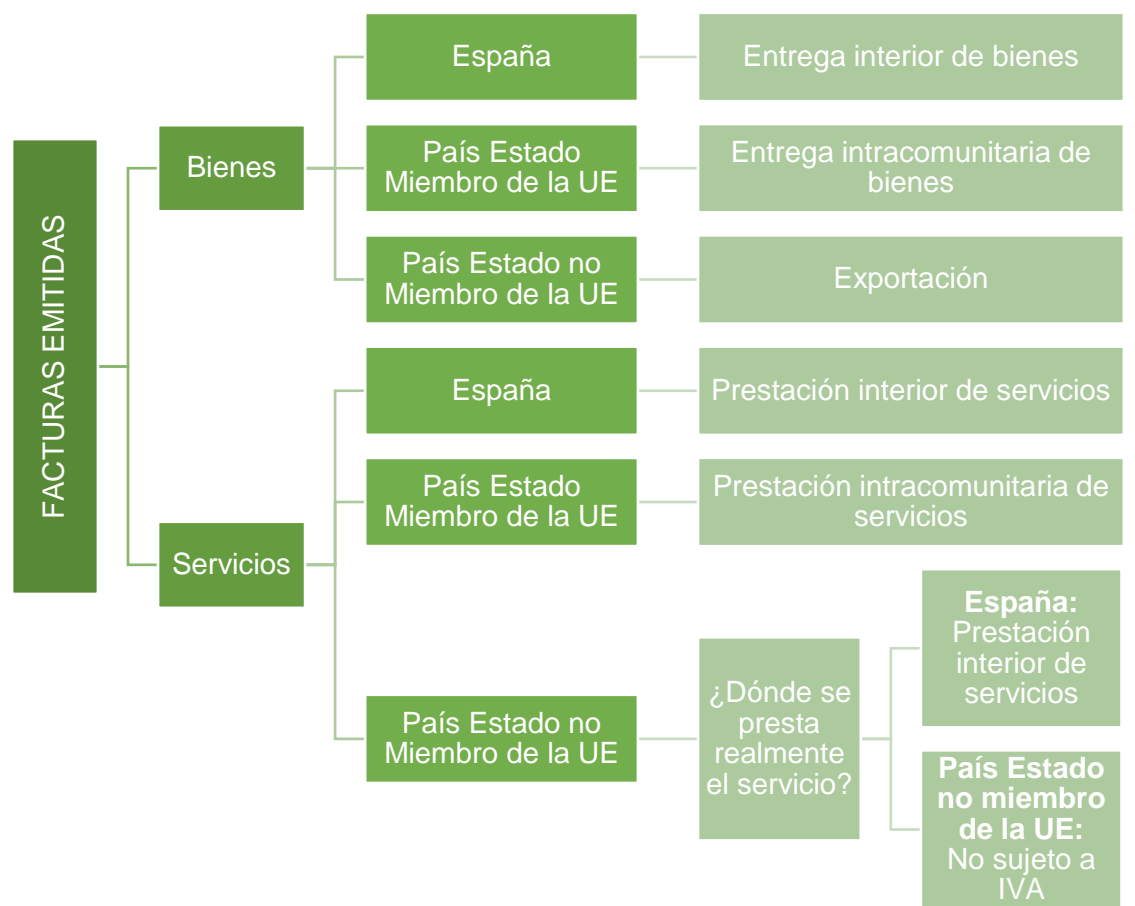 FACTURAS EMITIDAS
Bienes
España
Entrega interior de bienes
País Estado
Miembro de la UE
Entrega intracomunitaria de
bienes
País Estado no
Miembro de la UE
Exportación
Servicios
España
Prestación interior de servicios
País Estado
Miembro de la UE
Prestación intracomunitaria de
servicios
País Estado no
Miembro de la UE
¿Dónde se
presta
realmente
el servicio?
España:
Prestación
interior de
servicios
País Estado
no miembro
de la UE:
No sujeto a
IVA